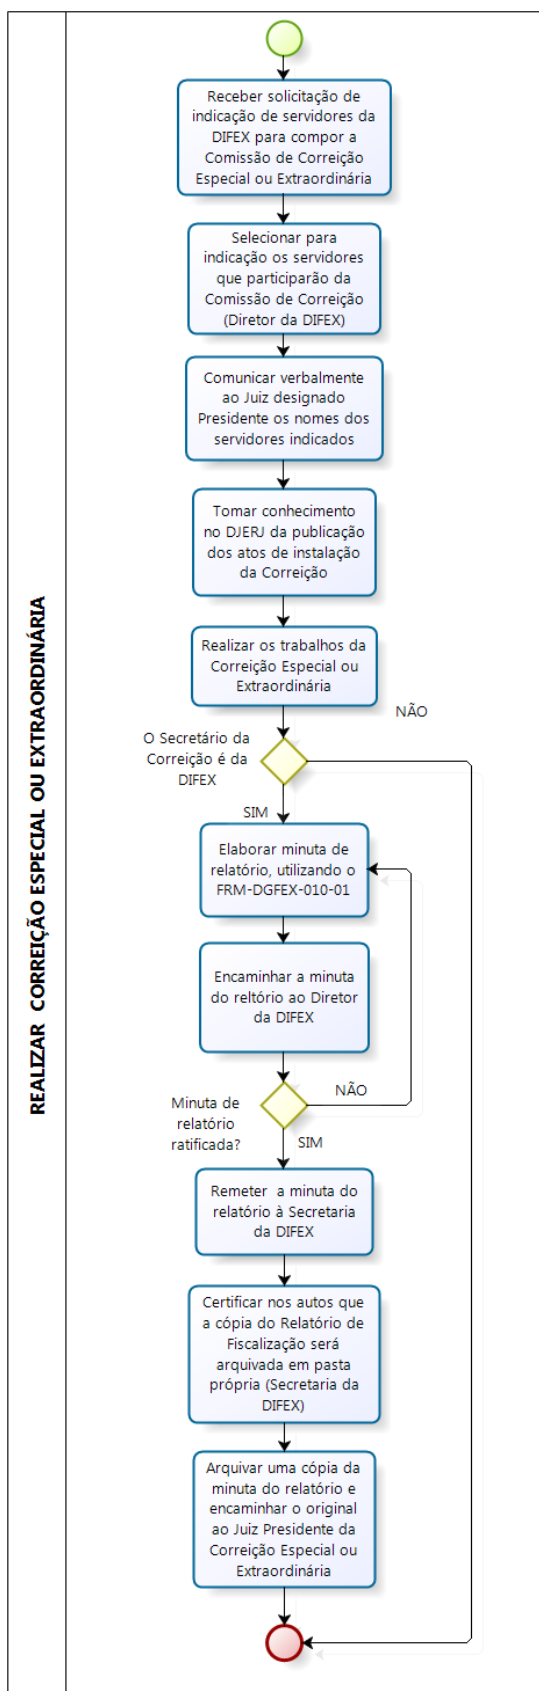 REALIZAR CORREIÇÃO ESPECIAL OU EXTRAORDINÁRIA
Receber solicitação de
indicação de servidores da
DIFEX para compor a
Comissão de Correição
Especial ou Extraordinária
Selecionar para
indicação os servidores
que participarão da
Comissão de Correição
(Diretor da DIFEX)
Comunicar verbalmente
ao Juiz designado
Presidente os nomes dos
servidores indicados
Tomar conhecimento
no DJERJ da publicação
dos atos de instalação
da Correição
Realizar os trabalhos da
Correição Especial ou
Extraordinária
NÃO
O Secretário da
Correição é da
DIFEX
SIM
Elaborar minuta de
relatório, utilizando o
FRM-DGFEX-010-01
Encaminhar a minuta
do reltório ao Diretor
da DIFEX
NÃO
Minuta de
relatório
ratificada?
SIM
Remeter a minuta do
relatório à Secretaria
da DIFEX
Certificar nos autos que
a cópia do Relatório de
Fiscalização será
arquivada em pasta
própria (Secretaria da
DIFEX)
Arquivar uma cópia da
minuta do relatório e
encaminhar o original
ao Juiz Presidente da
Correição Especial ou
Extraordinária